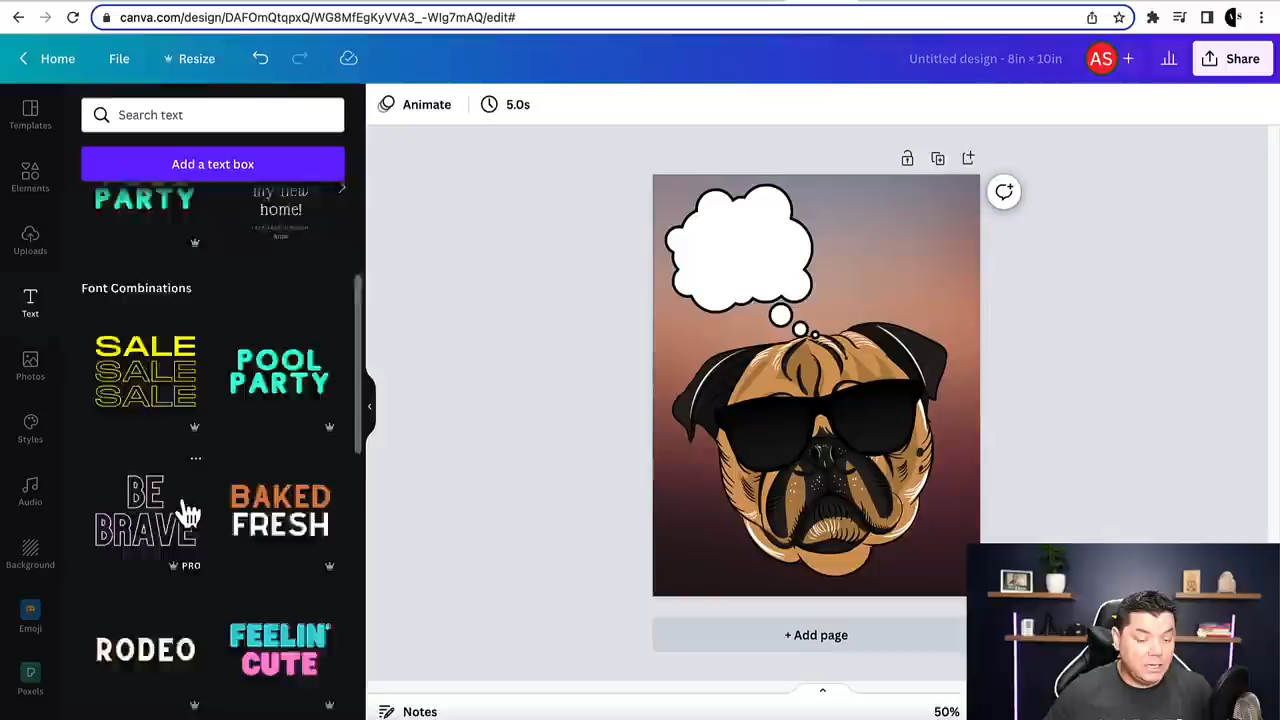 canva.com/design/DAFOmQtqpxQ/WG8MfEgKyVVA3_-WIg7mAQ/edit#
Home
File
Resize
Untitled design - 8in × 10in
AS
Share
Templates
Elements
Uploads
Text
Photos
Styles
Audio
Background
Emoji
Pexels
Search text
Add a text box
PARTY
my new
home!
Font Combinations
SALE
SALE
SALE
POOL
PARTY
BE
BRAVE
PRO
BAKED
FRESH
RODEO
FEELIN'
CUTE
Animate
5.0s
+ Add page
Notes
50%